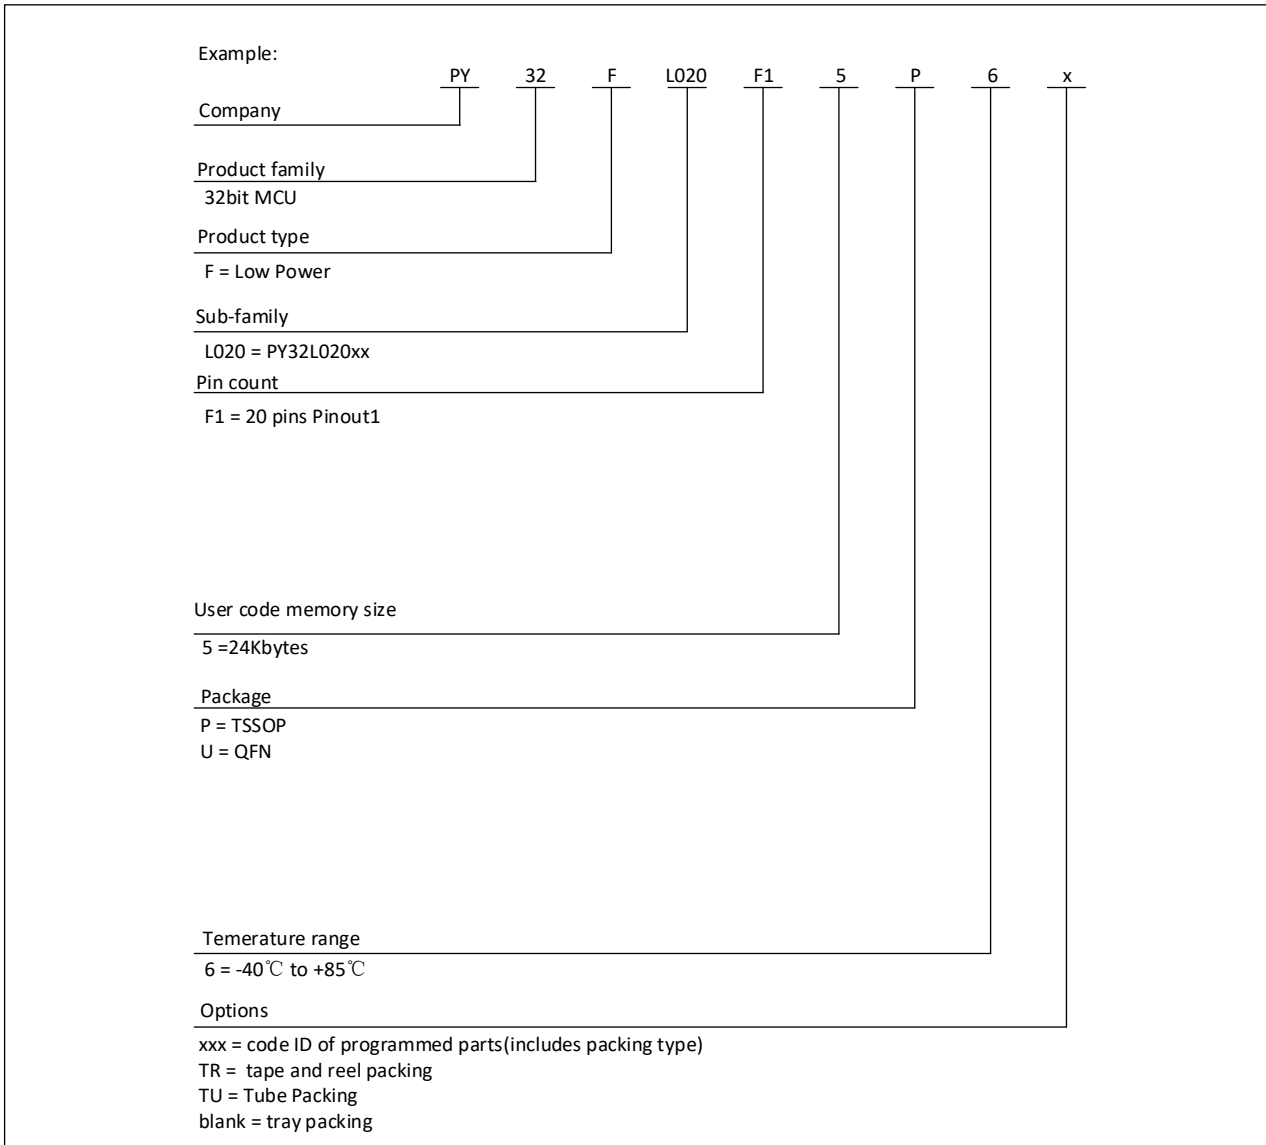 Example:
PY 32 F L020 F1 5 P 6 x
Company
Product family
32bit MCU
Product type
F = Low Power
Sub-family
L020 = PY32L020xx
Pin count
F1 = 20 pins Pinout1
User code memory size
5 =24Kbytes
Package
P = TSSOP
U = QFN
Temerature range
6 = -40℃ to +85℃
Options
xxx = code ID of programmed parts(includes packing type)
TR = tape and reel packing
TU = Tube Packing
blank = tray packing